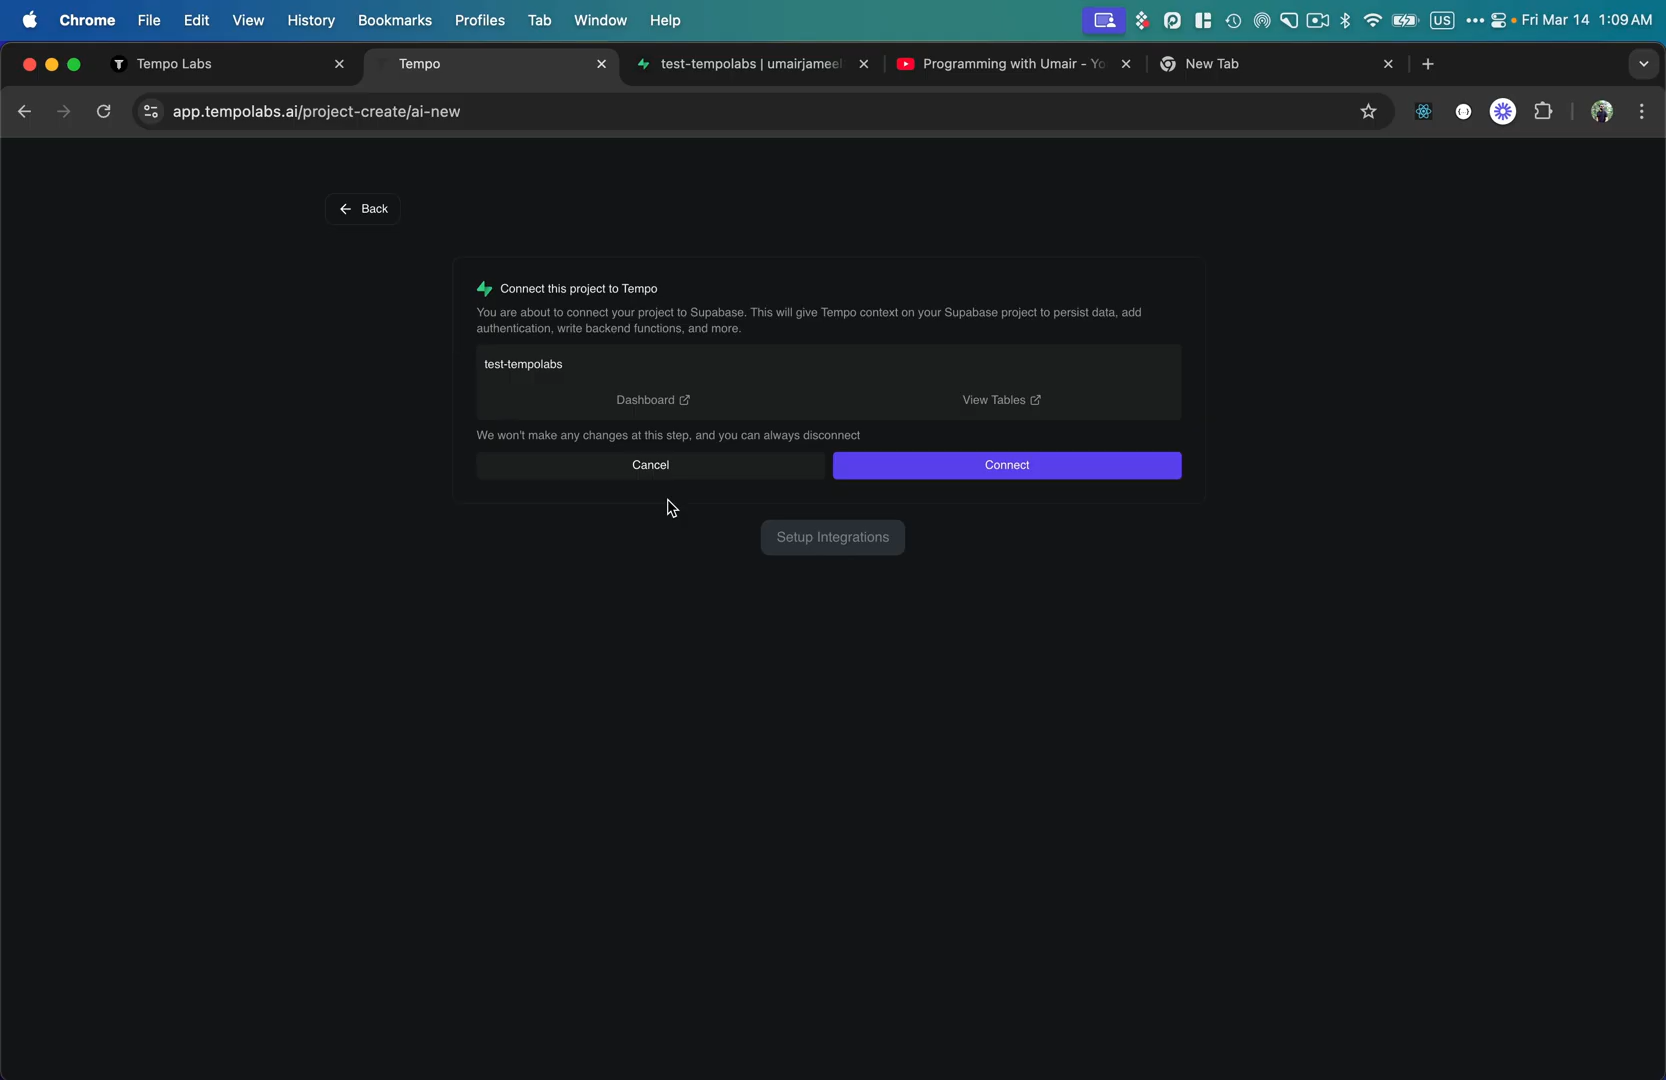 Chrome File Edit View History Bookmarks Profiles Tab Window Help US Fri Mar 14 1:09 AM
Tempo Labs Tempo test-tempolabs | umairjameel Programming with Umair - Yo New Tab
app.tempolabs.ai/project-create/ai-new
Back
Connect this project to Tempo
You are about to connect your project to Supabase. This will give Tempo context on your Supabase project to persist data, add
authentication, write backend functions, and more.
test-tempolabs
Dashboard View Tables
We won't make any changes at this step, and you can always disconnect
Cancel Connect
Setup Integrations